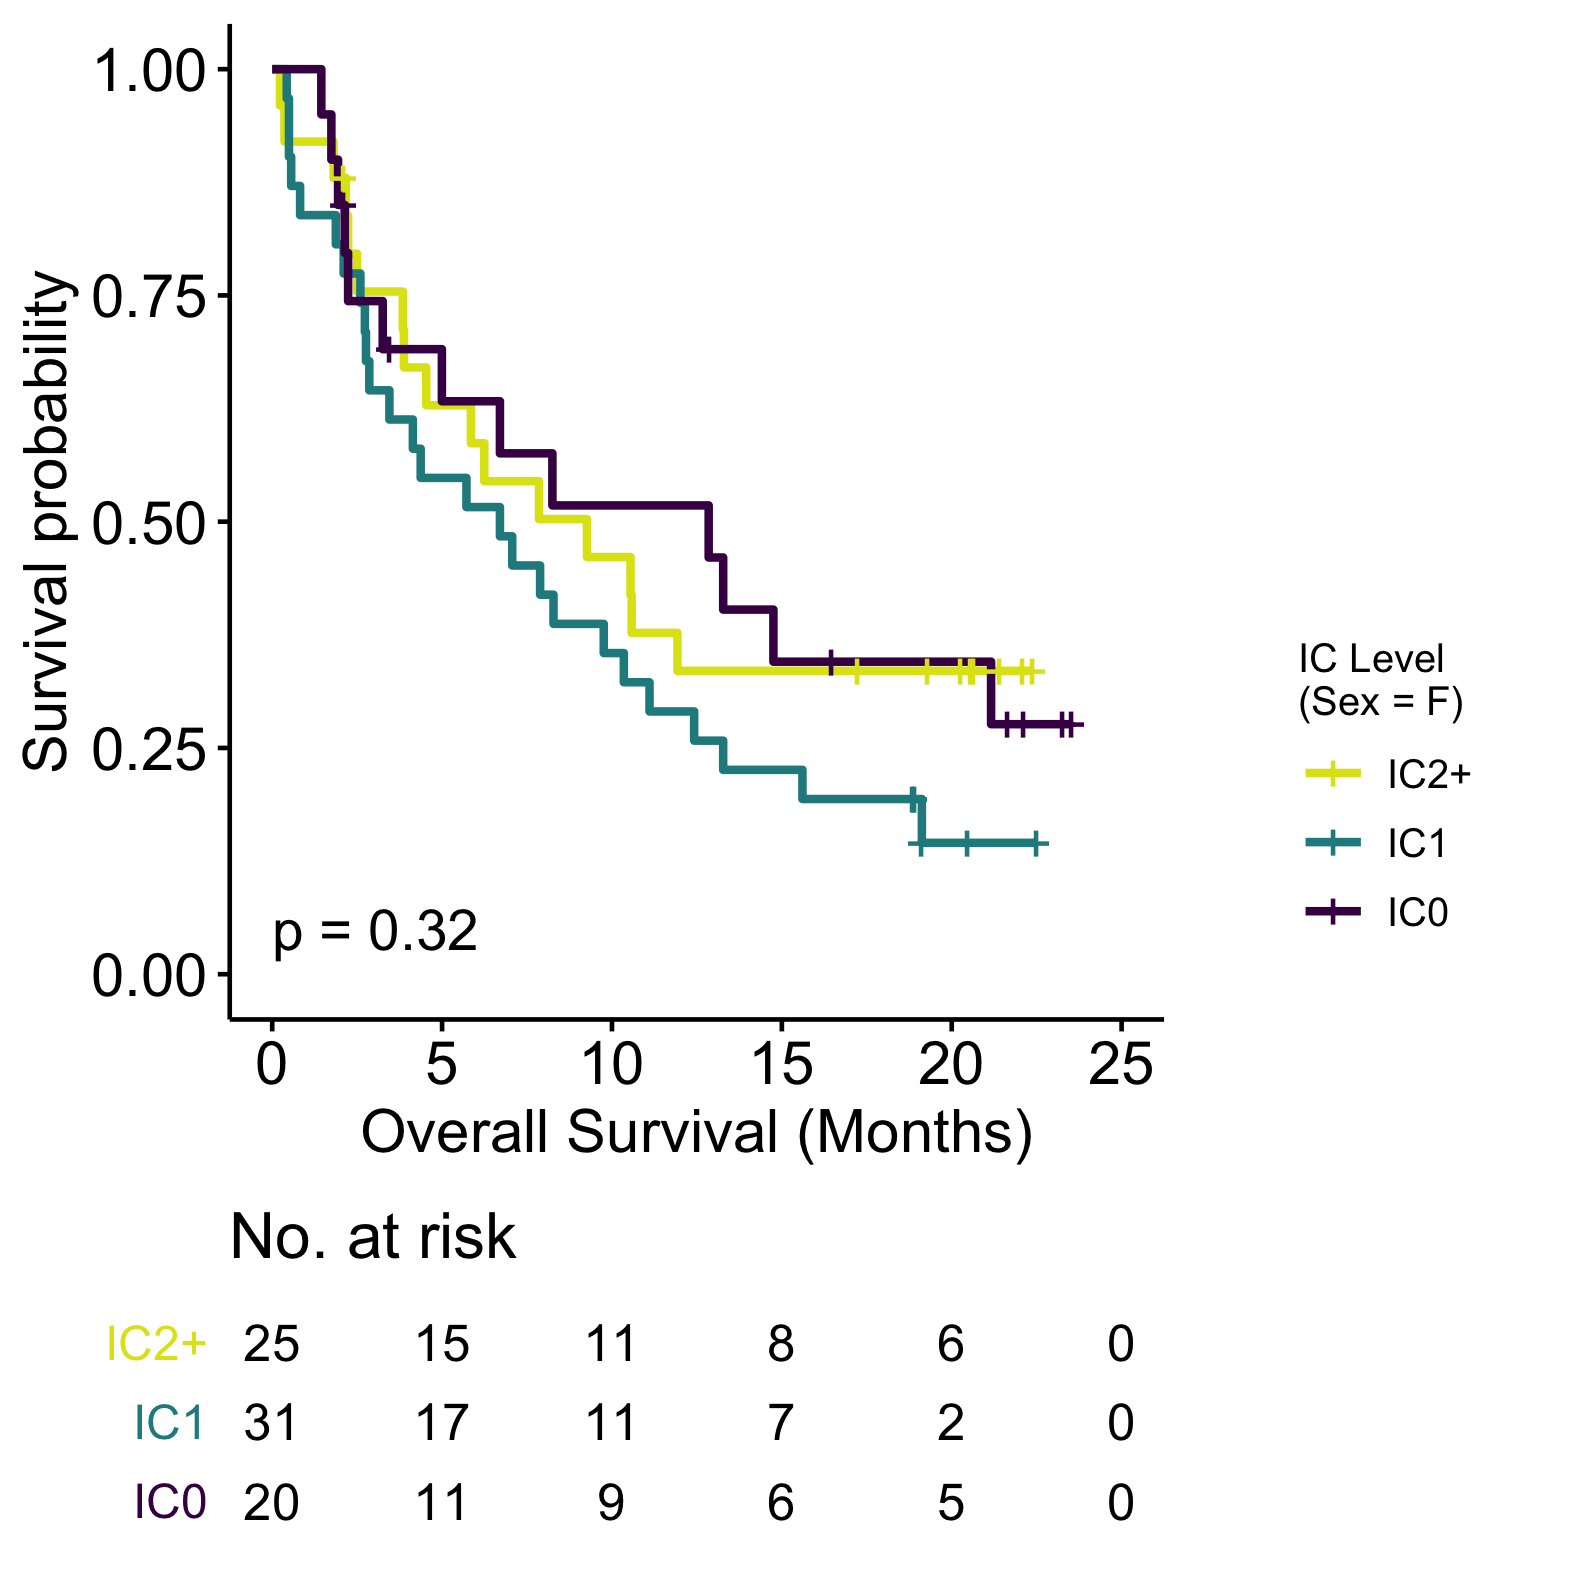 1.00
0.75
0.50
0.25
0.00
Survival probability
p = 0.32
0 5 10 15 20 25
Overall Survival (Months)
IC Level
(Sex = F)
IC2+
IC1
IC0
No. at risk
IC2+ 25 15 11 8 6 0
IC1 31 17 11 7 2 0
IC0 20 11 9 6 5 0